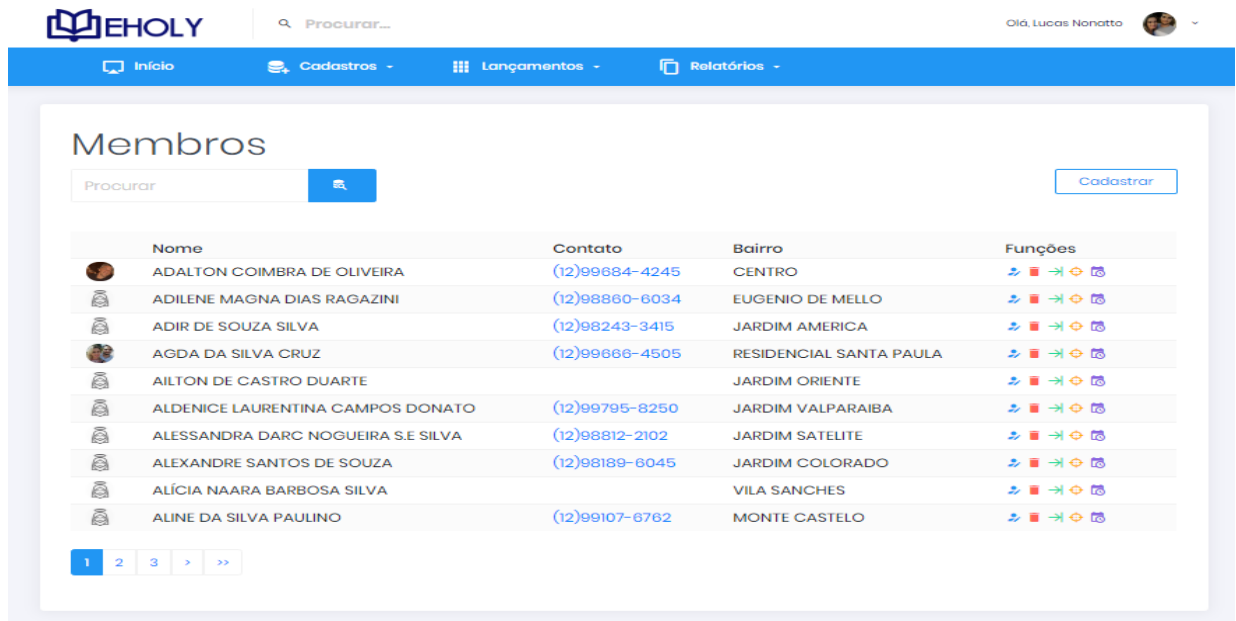 EHOLY Procurar... Olá, Lucas Nonatto
Início Cadastros Lançamentos Relatórios
Membros
Procurar Cadastrar
Nome Contato Bairro Funções
ADALTON COIMBRA DE OLIVEIRA (12)99684-4245 CENTRO
ADILENE MAGNA DIAS RAGAZINI (12)98860-6034 EUGENIO DE MELLO
ADIR DE SOUZA SILVA (12)98243-3415 JARDIM AMERICA
AGDA DA SILVA CRUZ (12)99666-4505 RESIDENCIAL SANTA PAULA
AILTON DE CASTRO DUARTE JARDIM ORIENTE
ALDENICE LAURENTINA CAMPOS DONATO (12)99795-8250 JARDIM VALPARAIBA
ALESSANDRA DARC NOGUEIRA S.E SILVA (12)98812-2102 JARDIM SATELITE
ALEXANDRE SANTOS DE SOUZA (12)98189-6045 JARDIM COLORADO
ALÍCIA NAARA BARBOSA SILVA VILA SANCHES
ALINE DA SILVA PAULINO (12)99107-6762 MONTE CASTELO
1 2 3 > >>